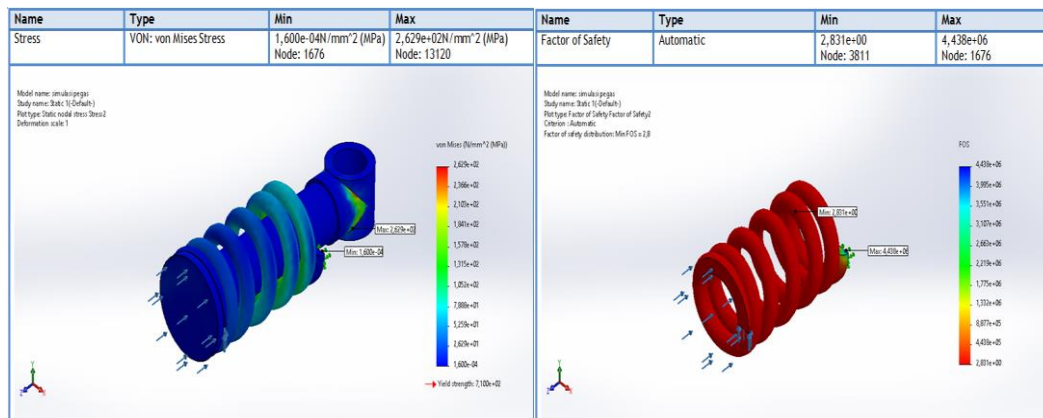 Name Type Min Max
Stress VON: von Mises Stress 1,600e-04N/mm^2 (MPa) 2,629e+02N/mm^2 (MPa)
Node: 1676 Node: 13120
Model name: simulasi pegas
Study name: Static 1(-Default-)
Plot type: Static nodal stress Stress2
Deformation scale: 1
von Mises (N/mm^2 (MPa))
2,629e+02
2,366e+02
2,103e+02
1,841e+02
1,578e+02
1,315e+02
1,052e+02
7,888e+01
5,259e+01
1,600e-04
Yield strength: 7,100e+02
Max: 2,629e+02
Min: 1,600e-04
Y
Z
X
Name Type Min Max
Factor of Safety Automatic 2,831e+00 4,438e+06
Node: 3811 Node: 1676
Model name: simulasi pegas
Study name: Static 1(-Default-)
Plot type: Factor of Safety Factor of Safety2
Criterion : Automatic
Factor of safety distribution: Min FOS = 2,8
FOS
4,438e+06
3,995e+06
3,551e+06
3,107e+06
2,663e+06
2,219e+06
1,775e+06
1,332e+06
8,877e+05
4,438e+05
2,831e+00
Min: 2,831e+00
Max: 4,438e+06
Y
Z
X